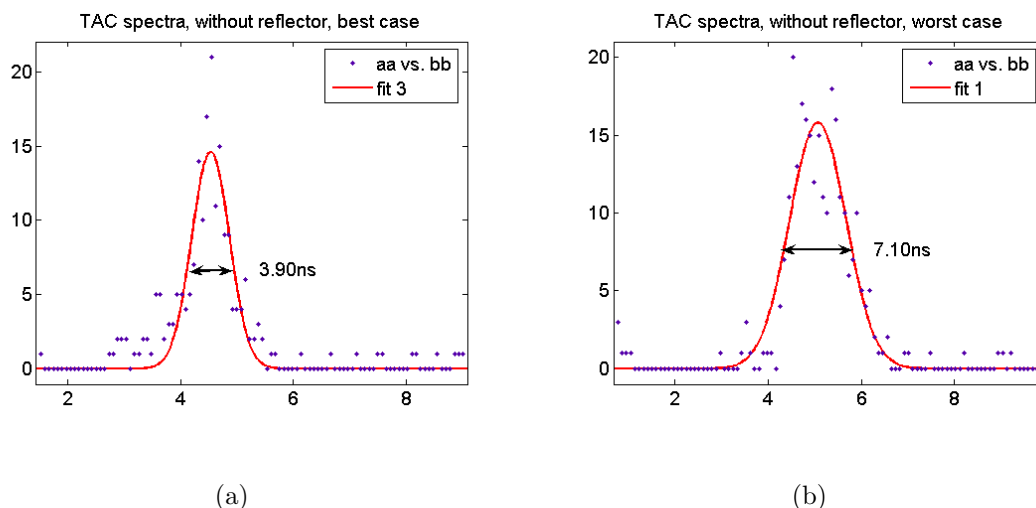 TAC spectra, without reflector, best case
20
15
10
5
0
2 4 6 8
aa vs. bb
fit 3
3.90ns
(a)
TAC spectra, without reflector, worst case
20
15
10
5
0
2 4 6 8
aa vs. bb
fit 1
7.10ns
(b)